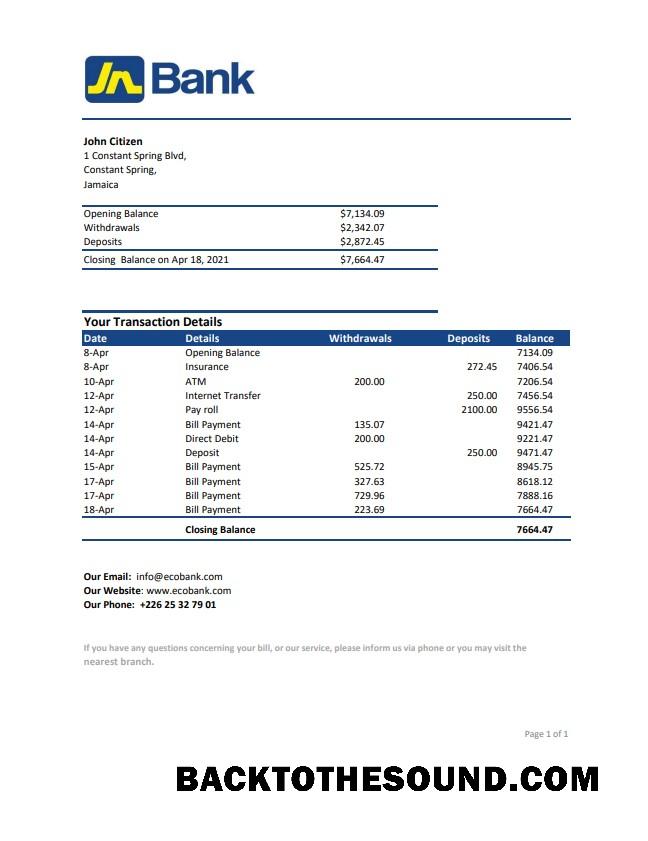 Jn Bank
John Citizen
1 Constant Spring Blvd,
Constant Spring,
Jamaica
Opening Balance $7,134.09
Withdrawals $2,342.07
Deposits $2,872.45
Closing  Balance on Apr 18, 2021 $7,664.47
Your Transaction Details
Date Details Withdrawals Deposits Balance
8-Apr Opening Balance 7134.09
8-Apr Insurance 272.45 7406.54
10-Apr ATM 200.00 7206.54
12-Apr Internet Transfer 250.00 7456.54
12-Apr Pay roll 2100.00 9556.54
14-Apr Bill Payment 135.07 9421.47
14-Apr Direct Debit 200.00 9221.47
14-Apr Deposit 250.00 9471.47
15-Apr Bill Payment 525.72 8945.75
17-Apr Bill Payment 327.63 8618.12
17-Apr Bill Payment 729.96 7888.16
18-Apr Bill Payment 223.69 7664.47
Closing Balance 7664.47
Our Email: info@ecobank.com
Our Website: www.ecobank.com
Our Phone: +226 25 32 79 01
If you have any questions concerning your bill, or our service, please inform us via phone or you may visit the
nearest branch.
Page 1 of 1
BACKTOTHESOUND.COM